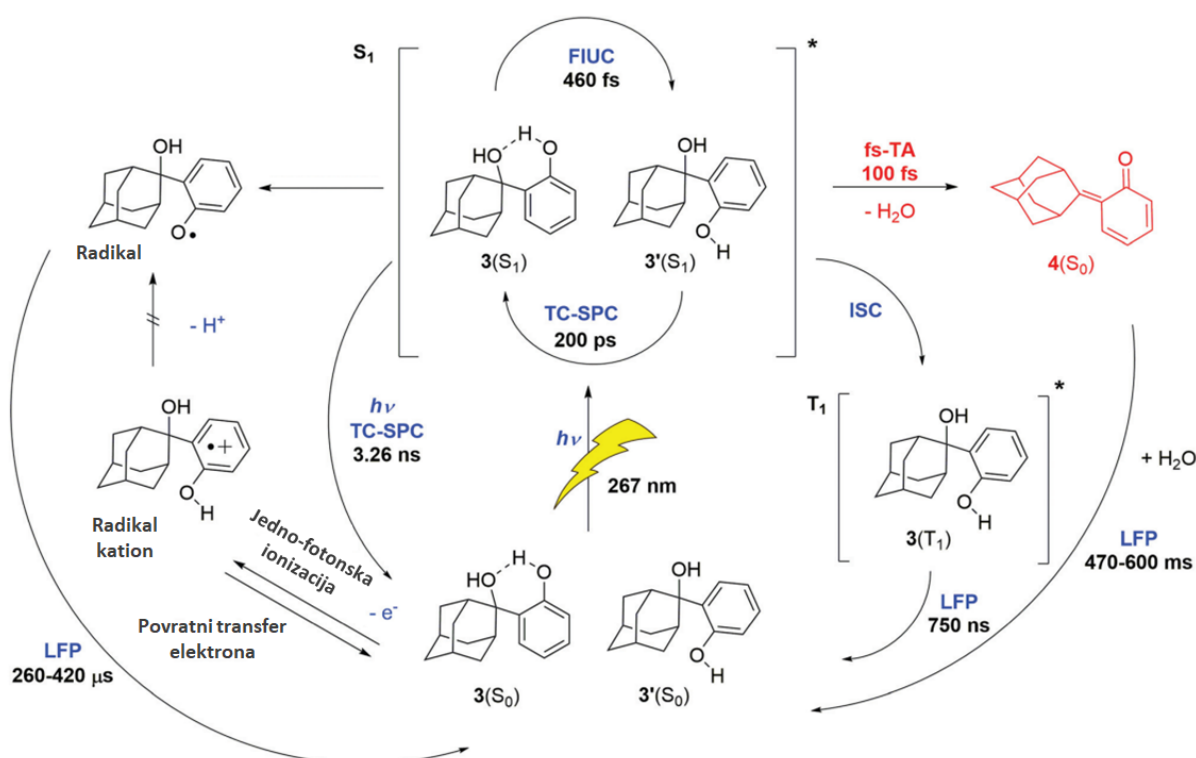 S₁
FIUC
460 fs
*
OH
O•
Radikal
HO
H
O
3(S₁)
OH
O
H
3'(S₁)
TC-SPC
200 ps
fs-TA
100 fs
- H₂O
O
4(S₀)
- H⁺
hν
TC-SPC
3.26 ns
hν
267 nm
ISC
T₁
*
OH
O
H
3(T₁)
+ H₂O
LFP
470-600 ms
LFP
750 ns
OH
•+
O
H
Radikal
kation
Jedno-fotonska
ionizacija
- e⁻
Povratni transfer
elektrona
LFP
260-420 μs
HO
H
O
3(S₀)
OH
O
H
3'(S₀)